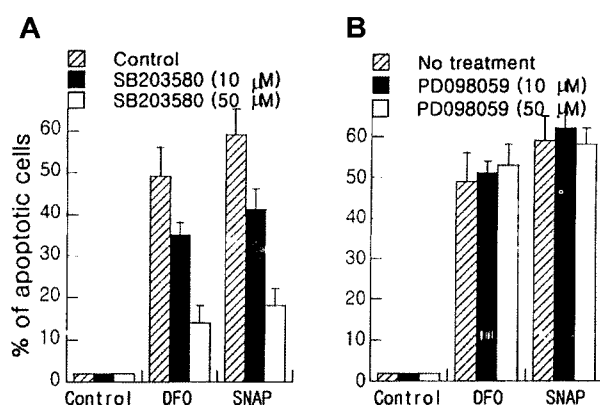 A
Control
SB203580 (10 μM)
SB203580 (50 μM)
% of apoptotic cells
60
50
40
30
20
10
0
Control
DFO
SNAP
B
No treatment
PD098059 (10 μM)
PD098059 (50 μM)
60
50
40
30
20
10
0
Control
DFO
SNAP